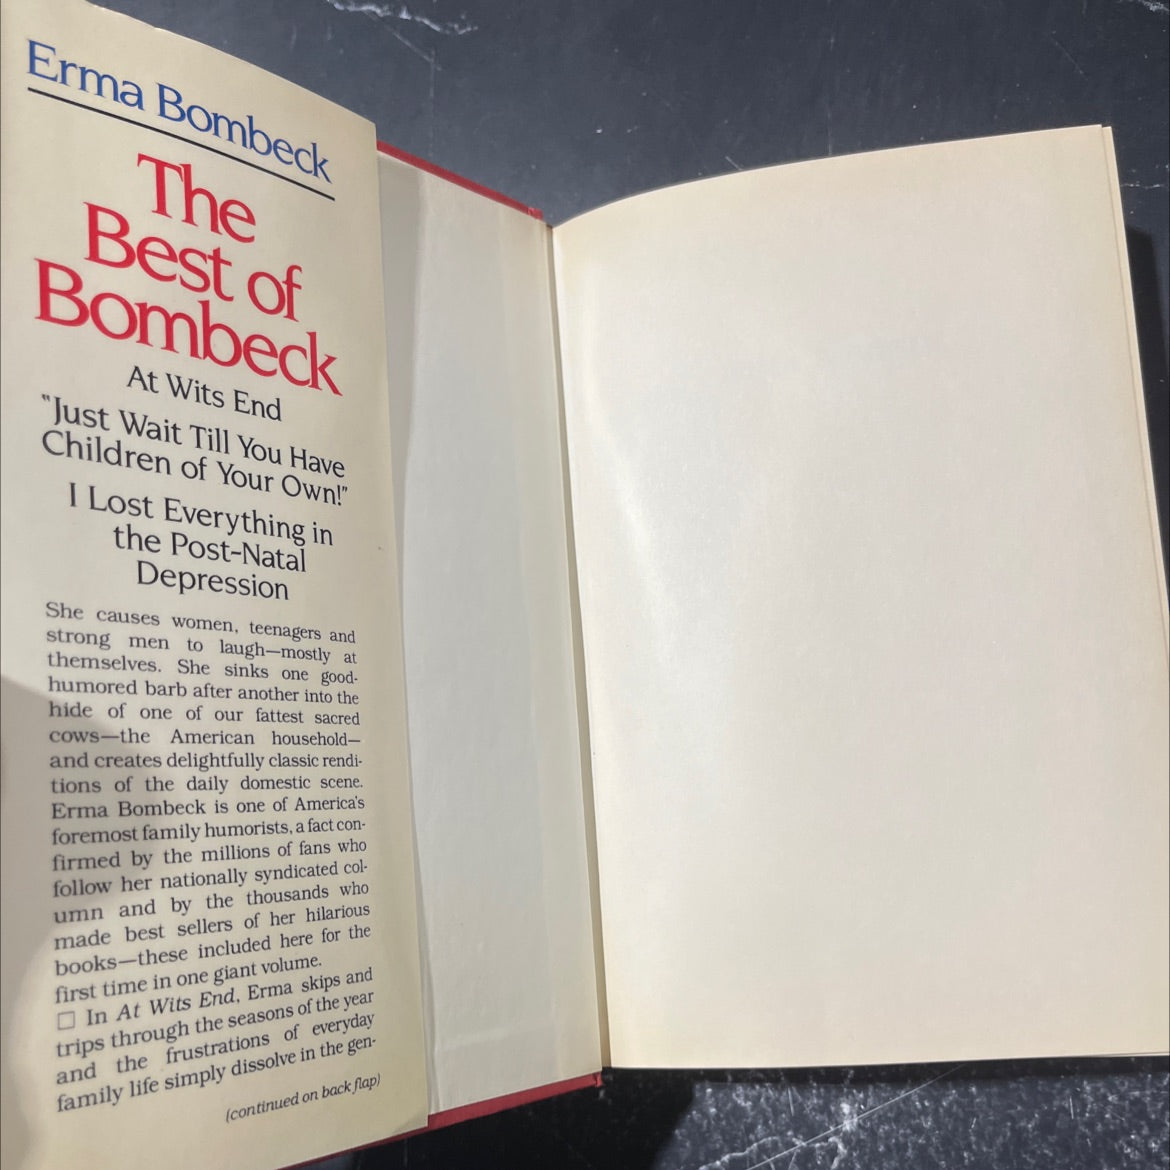 Erma Bombeck
The
Best of
Bombeck
At Wits End
"Just Wait Till You Have
Children of Your Own!"
I Lost Everything in
the Post-Natal
Depression
She causes women, teenagers and
strong men to laugh—mostly at
themselves. She sinks one good-
humored barb after another into the
hide of one of our fattest sacred
cows—the American household—
and creates delightfully classic rendi-
tions of the daily domestic scene.
Erma Bombeck is one of America's
foremost family humorists, a fact con-
firmed by the millions of fans who
follow her nationally syndicated col-
umn and by the thousands who
made best sellers of her hilarious
books—these included here for the
first time in one giant volume.
□ In At Wits End, Erma skips and
trips through the seasons of the year
and the frustrations of everyday
family life simply dissolve in the gen-
(continued on back flap)